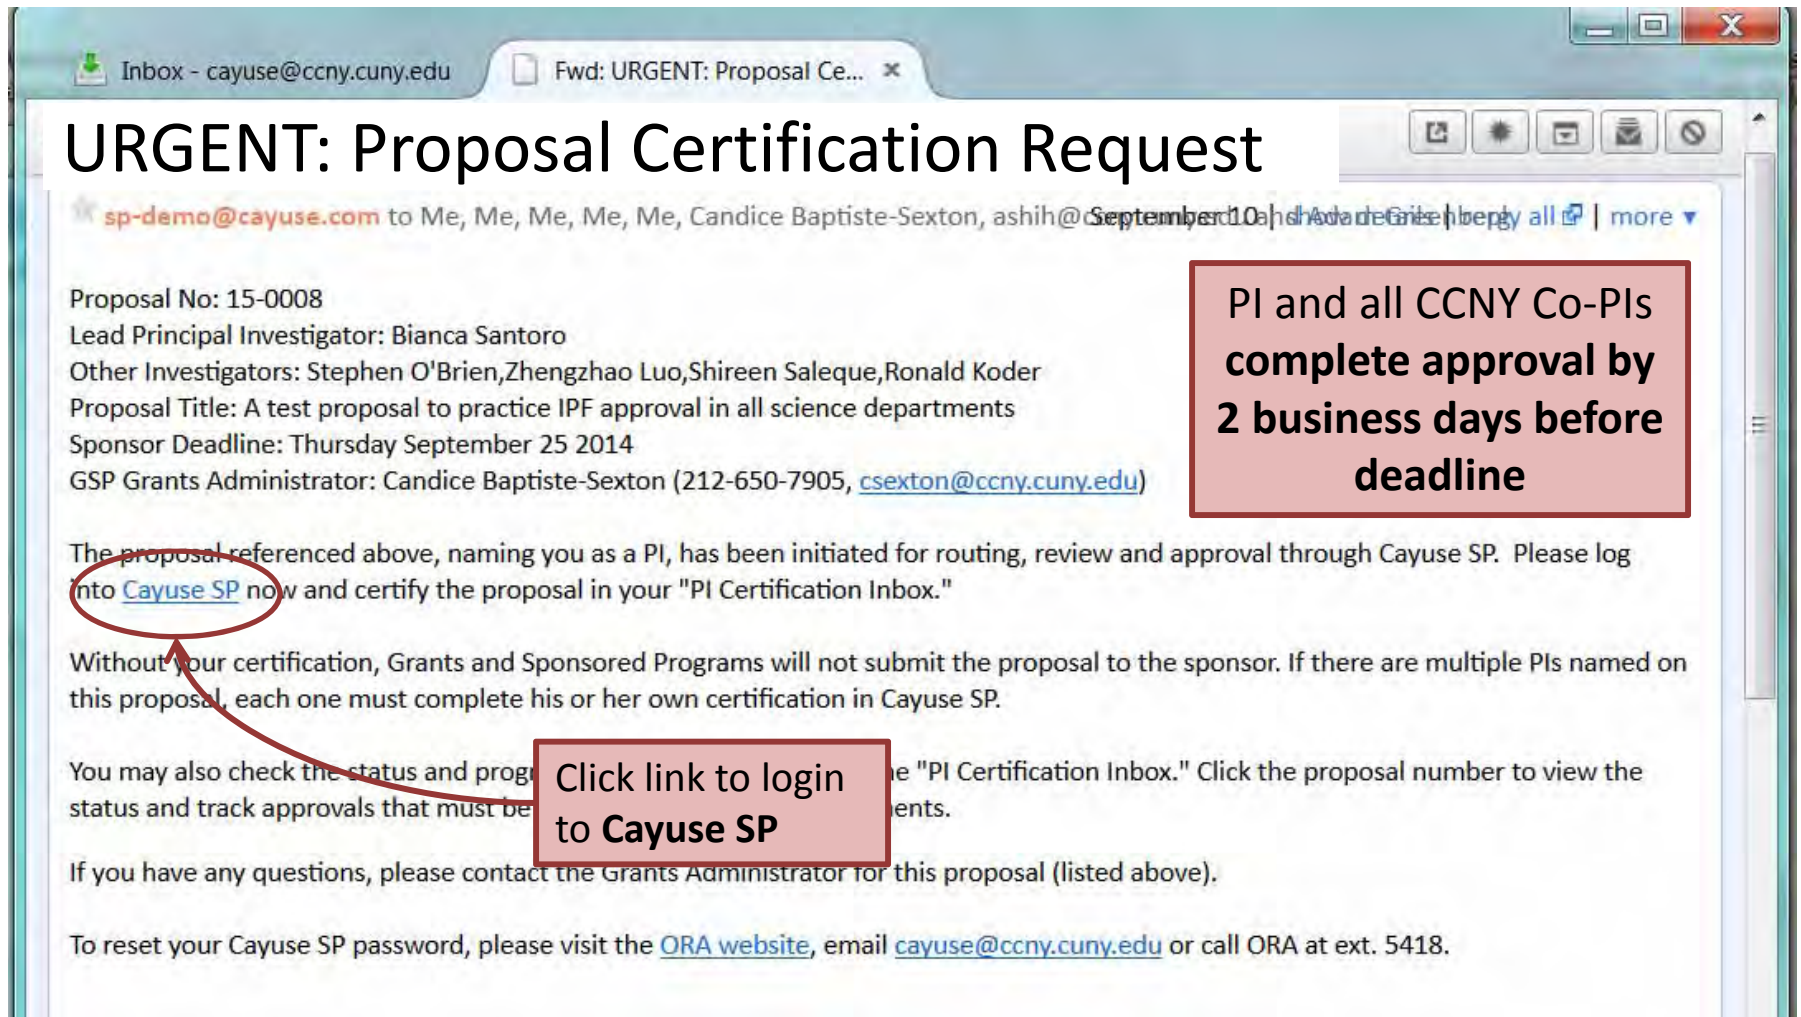 Inbox - cayuse@ccny.cuny.edu
Fwd: URGENT: Proposal Ce...
URGENT: Proposal Certification Request
sp-demo@cayuse.com to Me, Me, Me, Me, Me, Candice Baptiste-Sexton, ashih@ September 10 | show details | reply all | more
Proposal No: 15-0008
Lead Principal Investigator: Bianca Santoro
Other Investigators: Stephen O'Brien,Zhengzhao Luo,Shireen Saleque,Ronald Koder
Proposal Title: A test proposal to practice IPF approval in all science departments
Sponsor Deadline: Thursday September 25 2014
GSP Grants Administrator: Candice Baptiste-Sexton (212-650-7905, csexton@ccny.cuny.edu)
PI and all CCNY Co-PIs
complete approval by
2 business days before
deadline
The proposal referenced above, naming you as a PI, has been initiated for routing, review and approval through Cayuse SP. Please log
into Cayuse SP now and certify the proposal in your "PI Certification Inbox."
Without your certification, Grants and Sponsored Programs will not submit the proposal to the sponsor. If there are multiple PIs named on
this proposal, each one must complete his or her own certification in Cayuse SP.
You may also check the status and "PI Certification Inbox." Click the proposal number to view the
status and track approvals that must be
Click link to login
to Cayuse SP
If you have any questions, please contact the Grants Administrator for this proposal (listed above).
To reset your Cayuse SP password, please visit the ORA website, email cayuse@ccny.cuny.edu or call ORA at ext. 5418.